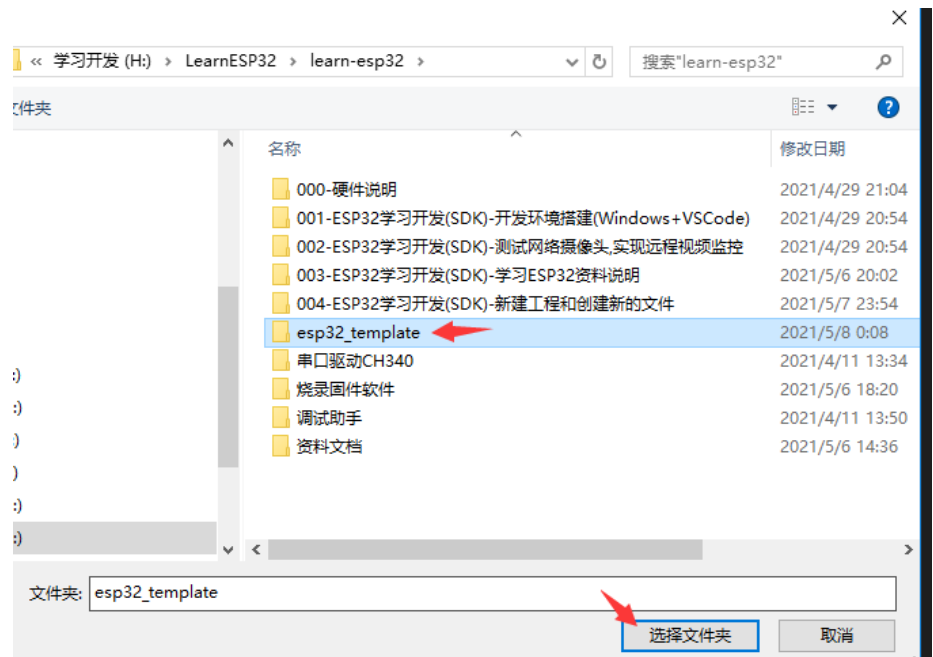 « 学习开发 (H:) › LearnESP32 › learn-esp32 ›
搜索"learn-esp32"
文件夹
名称 修改日期
000-硬件说明 2021/4/29 21:04
001-ESP32学习开发(SDK)-开发环境搭建(Windows+VSCode) 2021/4/29 20:54
002-ESP32学习开发(SDK)-测试网络摄像头,实现远程视频监控 2021/4/29 20:54
003-ESP32学习开发(SDK)-学习ESP32资料说明 2021/5/6 20:02
004-ESP32学习开发(SDK)-新建工程和创建新的文件 2021/5/7 23:54
esp32_template 2021/5/8 0:08
串口驱动CH340 2021/4/11 13:34
烧录固件软件 2021/5/6 18:20
调试助手 2021/4/11 13:50
资料文档 2021/5/6 14:36
:)
:)
:)
)
:)
:)
文件夹: esp32_template
选择文件夹 取消